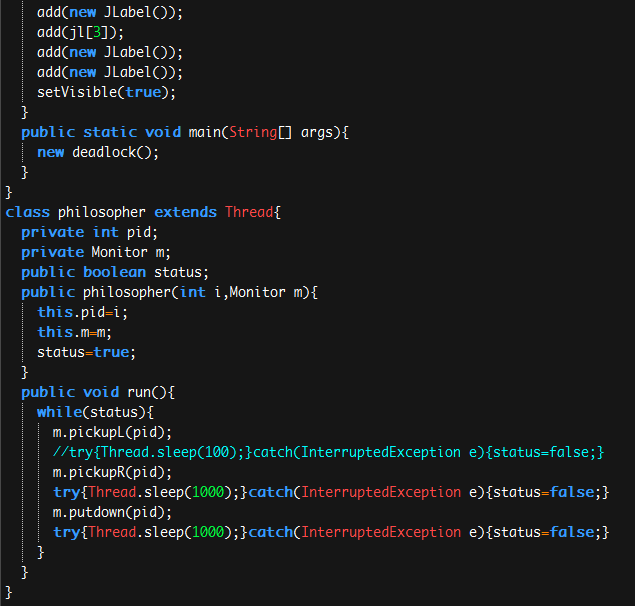 add(new JLabel());
add(jl[3]);
add(new JLabel());
add(new JLabel());
setVisible(true);
}
public static void main(String[] args){
new deadlock();
}
}
class philosopher extends Thread{
private int pid;
private Monitor m;
public boolean status;
public philosopher(int i,Monitor m){
this.pid=i;
this.m=m;
status=true;
}
public void run(){
while(status){
m.pickupL(pid);
//try{Thread.sleep(100);}catch(InterruptedException e){status=false;}
m.pickupR(pid);
try{Thread.sleep(1000);}catch(InterruptedException e){status=false;}
m.putdown(pid);
try{Thread.sleep(1000);}catch(InterruptedException e){status=false;}
}
}
}